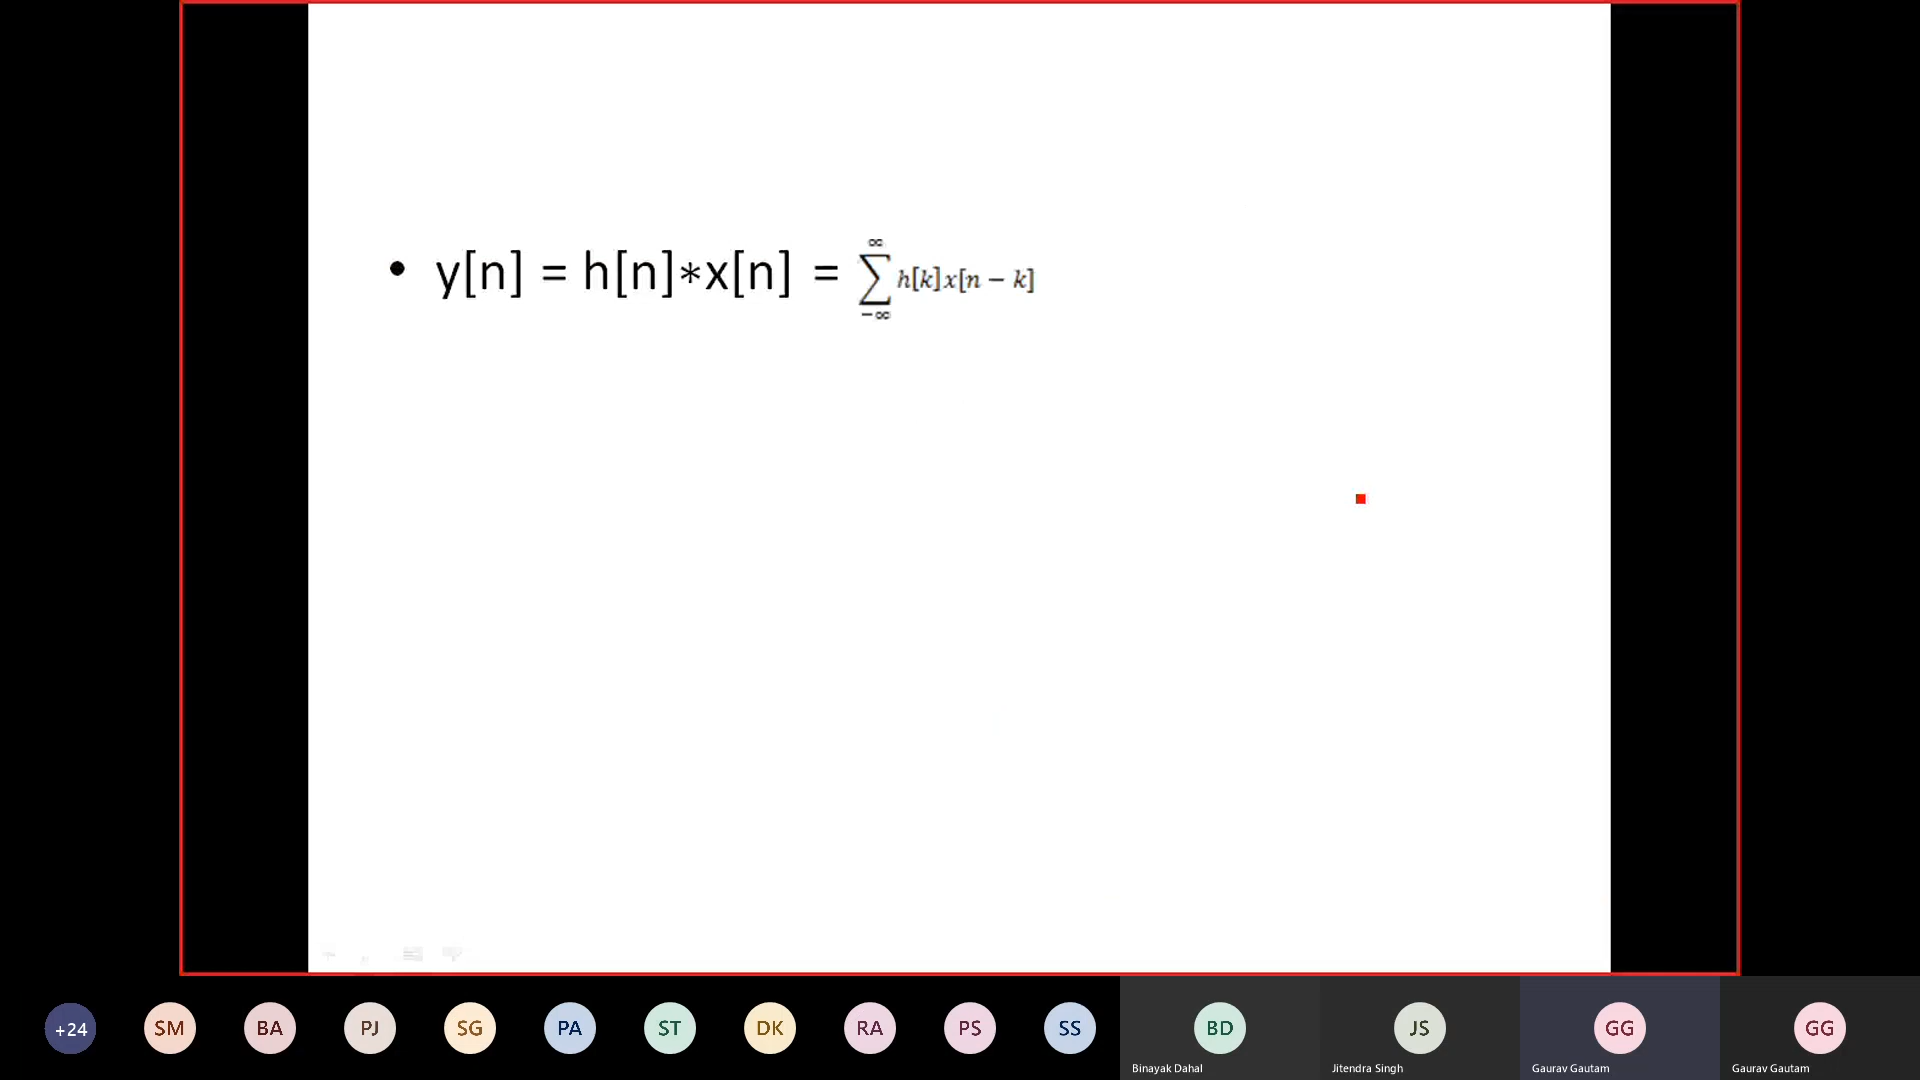 • y[n] = h[n]∗x[n] = ∑_{-∞}^{∞} h[k]x[n − k]
+24 SM BA PJ SG PA ST DK RA PS SS BD JS GG GG
Binayak Dahal Jitendra Singh Gaurav Gautam Gaurav Gautam